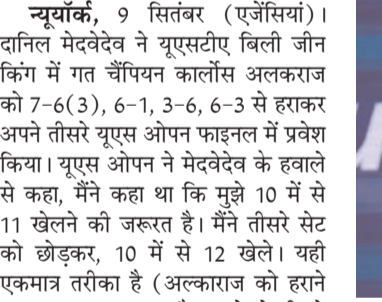 न्यूयॉर्क, 9 सितंबर (एजेंसियां)।
दानिल मेदवेदेव ने यूएसटीए बिली जीन
किंग में गत चैंपियन कार्लोस अलकराज
को 7-6(3), 6-1, 3-6, 6-3 से हराकर
अपने तीसरे यूएस ओपन फाइनल में प्रवेश
किया। यूएस ओपन ने मेदवेदेव के हवाले
से कहा, मैंने कहा था कि मुझे 10 में से
11 खेलने की जरूरत है। मैंने तीसरे सेट
को छोड़कर, 10 में से 12 खेले। यही
एकमात्र तरीका है (अल्काराज को हराने